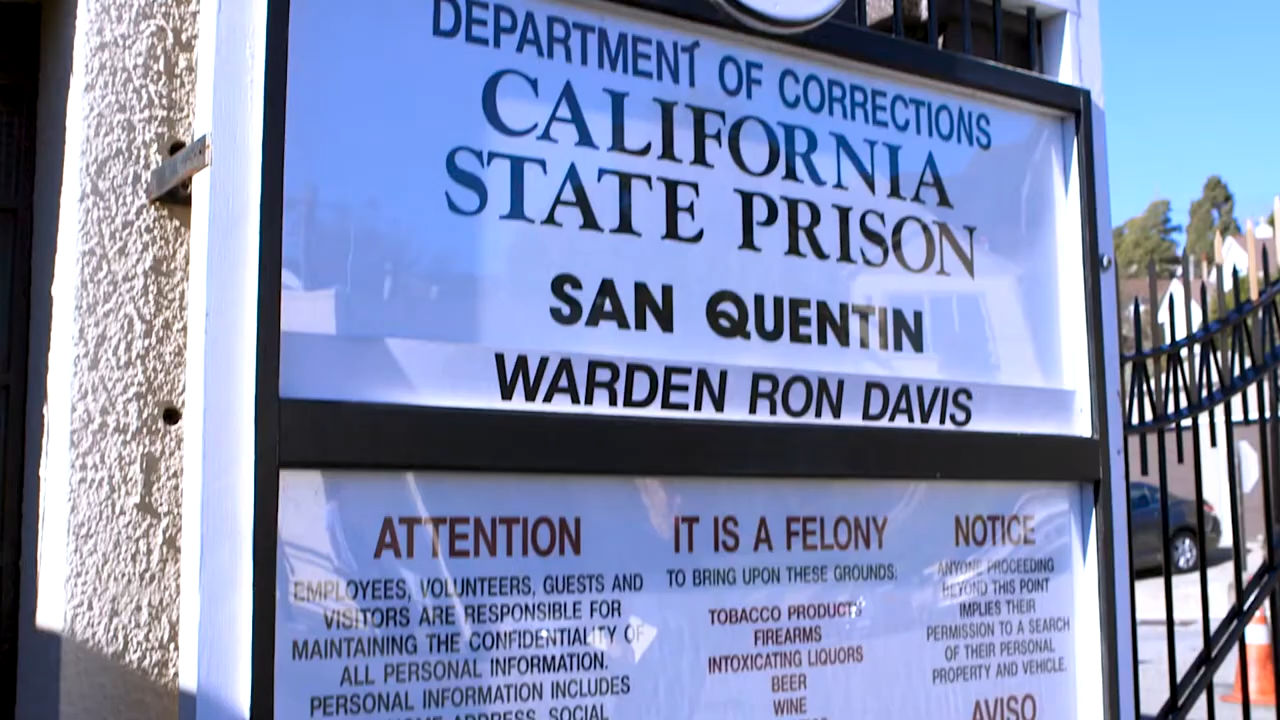 DEPARTMENT OF CORRECTIONS
CALIFORNIA
STATE PRISON
SAN QUENTIN
WARDEN RON DAVIS
ATTENTION
EMPLOYEES, VOLUNTEERS, GUESTS AND
VISITORS ARE RESPONSIBLE FOR
MAINTAINING THE CONFIDENTIALITY OF
ALL PERSONAL INFORMATION.
PERSONAL INFORMATION INCLUDES
HOME ADDRESS, SOCIAL
IT IS A FELONY
TO BRING UPON THESE GROUNDS:
TOBACCO PRODUCTS
FIREARMS
INTOXICATING LIQUORS
BEER
WINE
NOTICE
ANYONE PROCEEDING
BEYOND THIS POINT
IMPLIES THEIR
PERMISSION TO A SEARCH
OF THEIR PERSONAL
PROPERTY AND VEHICLE.
AVISO